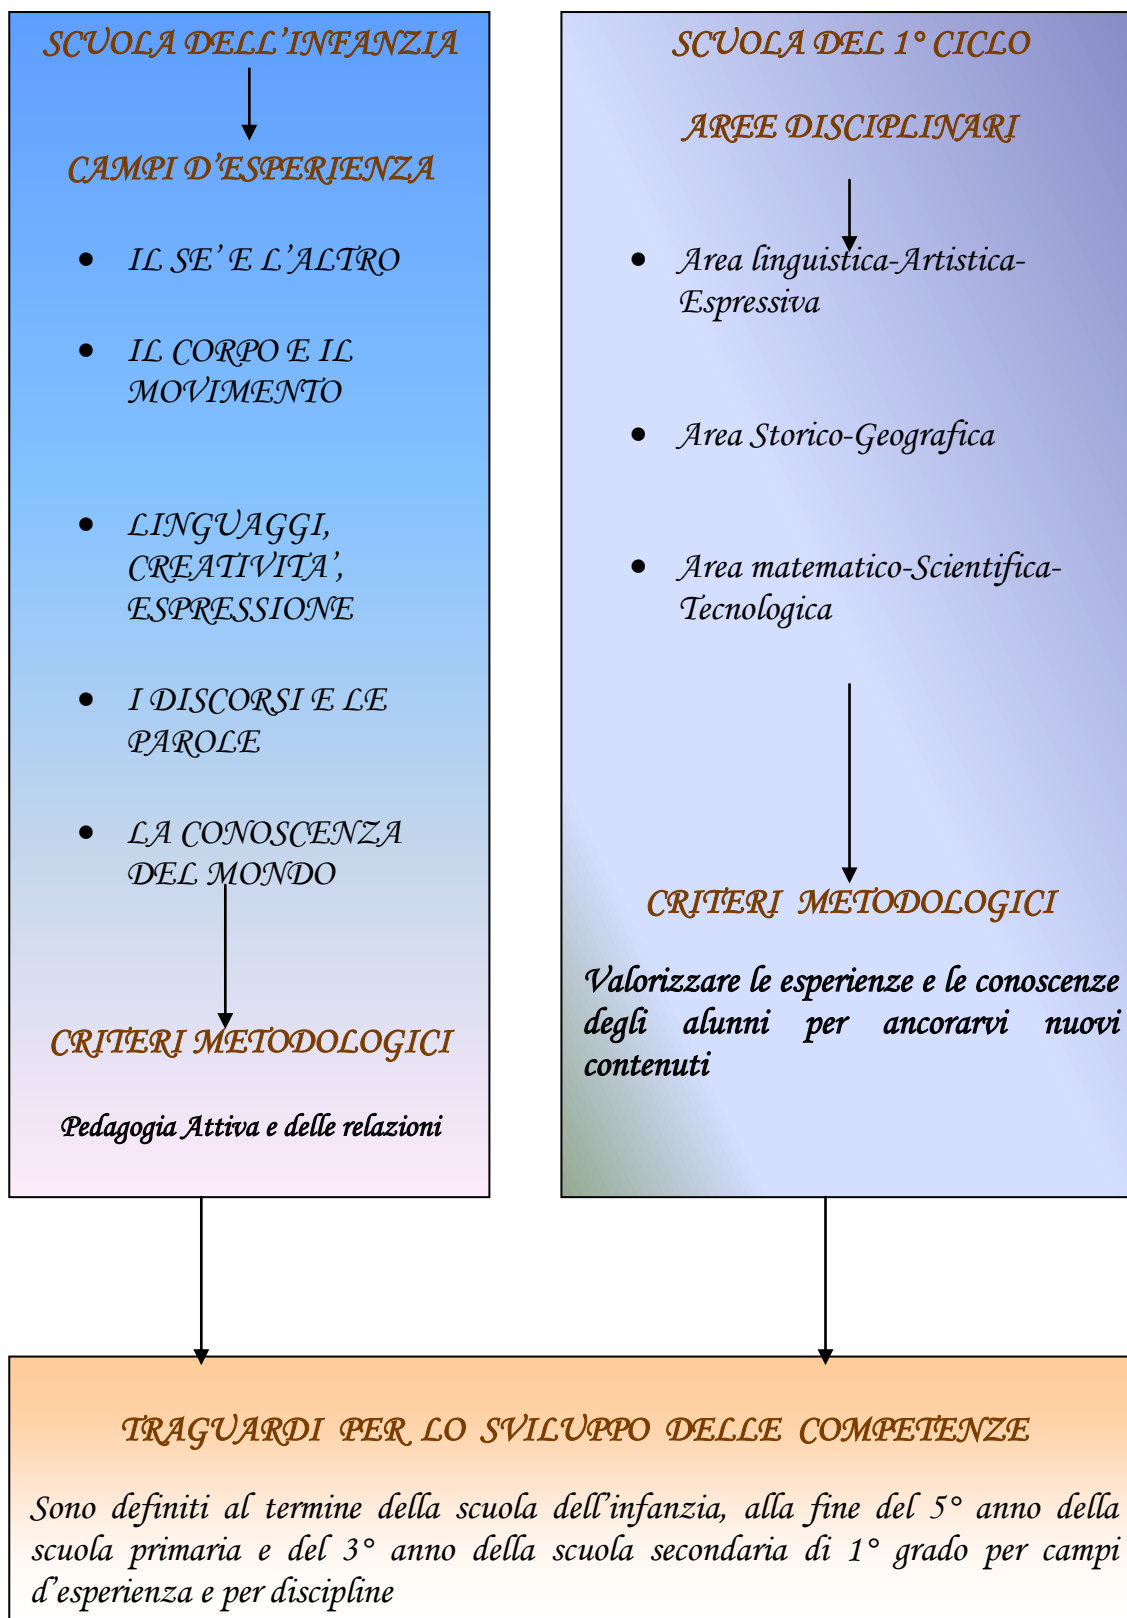 SCUOLA DELL’INFANZIA
CAMPI D’ESPERIENZA
• IL SE’ E L’ALTRO
• IL CORPO E IL
MOVIMENTO
• LINGUAGGI,
CREATIVITA’,
ESPRESSIONE
• I DISCORSI E LE
PAROLE
• LA CONOSCENZA
DEL MONDO
CRITERI METODOLOGICI
Pedagogia Attiva e delle relazioni
SCUOLA DEL 1° CICLO
AREE DISCIPLINARI
• Area linguistica-Artistica-
Espressiva
• Area Storico-Geografica
• Area matematico-Scientifica-
Tecnologica
CRITERI METODOLOGICI
Valorizzare le esperienze e le conoscenze
degli alunni per ancorarvi nuovi
contenuti
TRAGUARDI PER LO SVILUPPO DELLE COMPETENZE
Sono definiti al termine della scuola dell’infanzia, alla fine del 5° anno della
scuola primaria e del 3° anno della scuola secondaria di 1° grado per campi
d’esperienza e per discipline